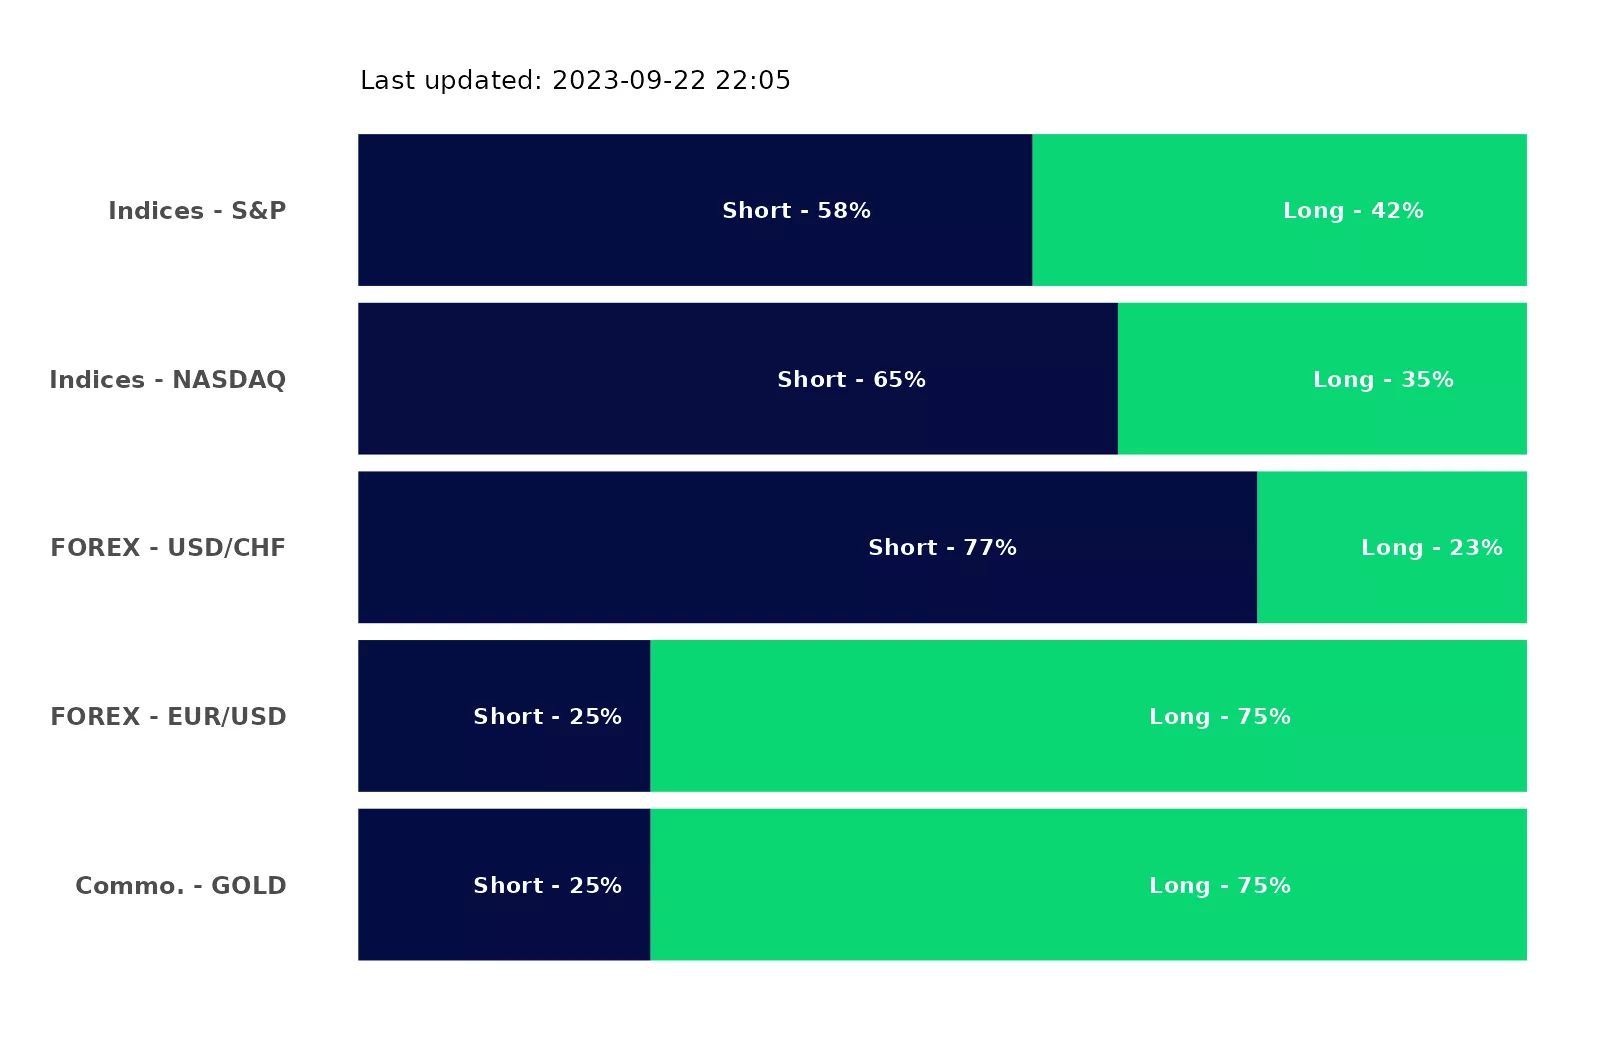 Last updated: 2023-09-22 22:05
Indices - S&P Short - 58% Long - 42%
Indices - NASDAQ Short - 65% Long - 35%
FOREX - USD/CHF Short - 77% Long - 23%
FOREX - EUR/USD Short - 25% Long - 75%
Commo. - GOLD Short - 25% Long - 75%